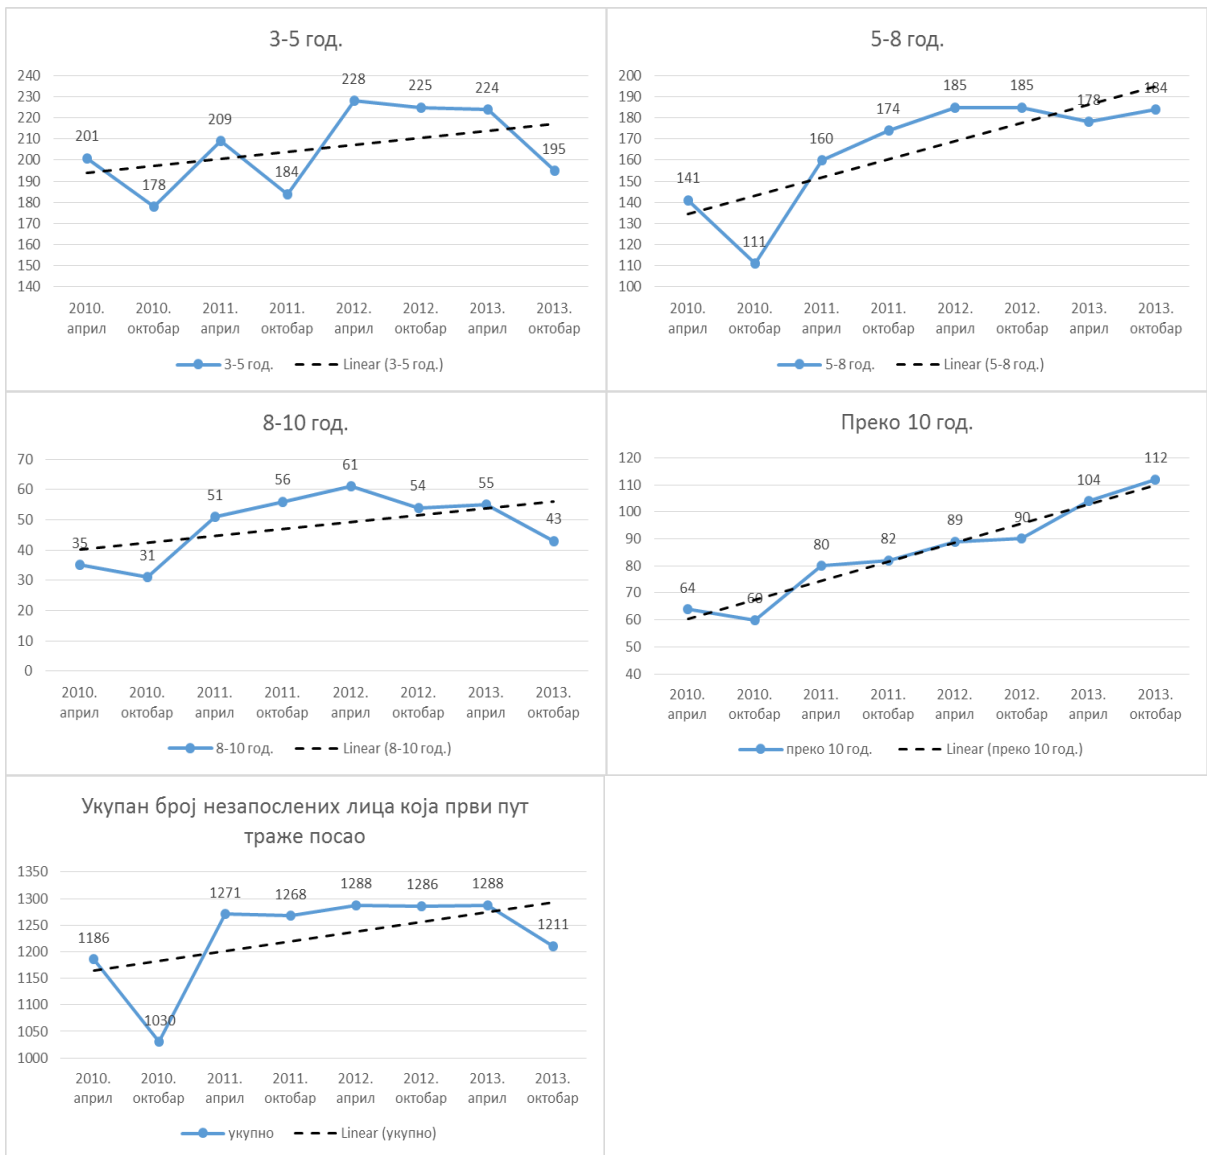 3-5 год.
240
230
220
210
200
190
180
170
160
150
140
201
178
209
184
228
225
224
195
2010. април
2010. октобар
2011. април
2011. октобар
2012. април
2012. октобар
2013. април
2013. октобар
3-5 год.
Linear (3-5 год.)
5-8 год.
200
190
180
170
160
150
140
130
120
110
100
141
111
160
174
185
185
178
184
2010. април
2010. октобар
2011. април
2011. октобар
2012. април
2012. октобар
2013. април
2013. октобар
5-8 год.
Linear (5-8 год.)
8-10 год.
70
60
50
40
30
20
10
0
35
31
51
56
61
54
55
43
2010. април
2010. октобар
2011. април
2011. октобар
2012. април
2012. октобар
2013. април
2013. октобар
8-10 год.
Linear (8-10 год.)
Преко 10 год.
120
110
100
90
80
70
60
50
40
64
60
80
82
89
90
104
112
2010. април
2010. октобар
2011. април
2011. октобар
2012. април
2012. октобар
2013. април
2013. октобар
преко 10 год.
Linear (преко 10 год.)
Укупан број незапослених лица која први пут
траже посао
1350
1300
1250
1200
1150
1100
1050
1000
1186
1030
1271
1268
1288
1286
1288
1211
2010. април
2010. октобар
2011. април
2011. октобар
2012. април
2012. октобар
2013. април
2013. октобар
укупно
Linear (укупно)